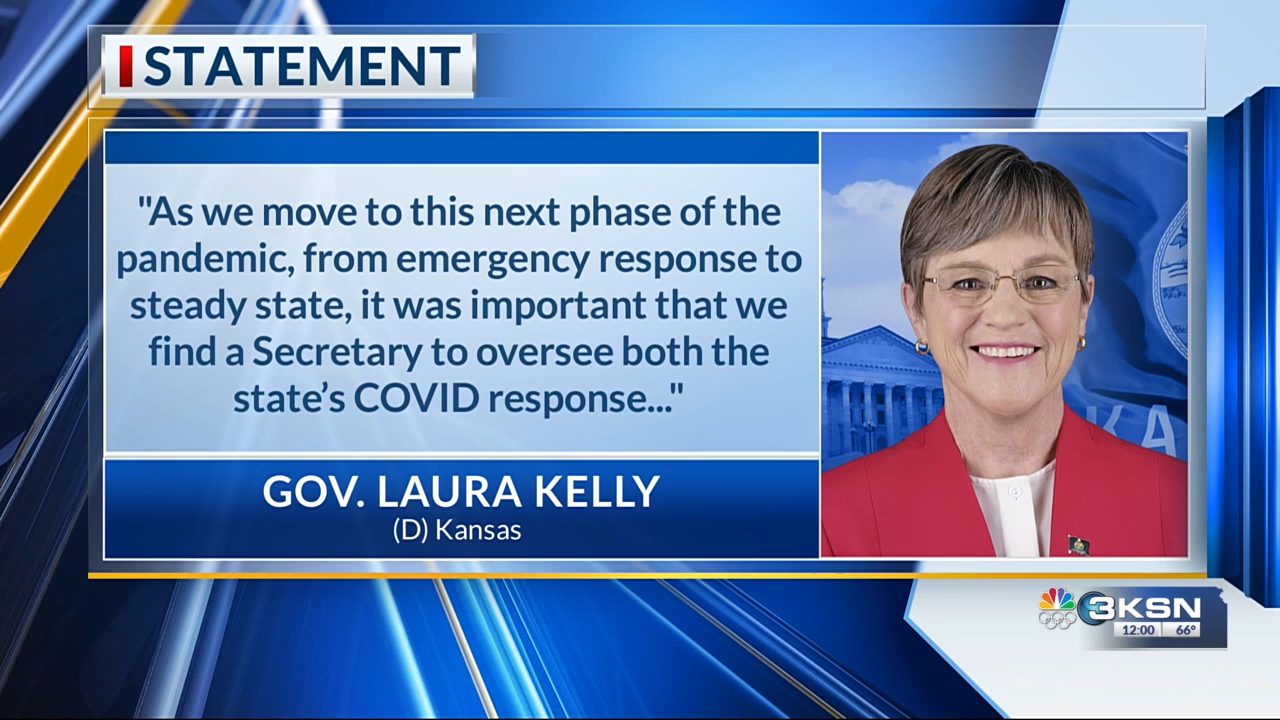 STATEMENT
"As we move to this next phase of the
pandemic, from emergency response to
steady state, it was important that we
find a Secretary to oversee both the
state’s COVID response..."
GOV. LAURA KELLY
(D) Kansas
KA
3KSN
12:00 66°